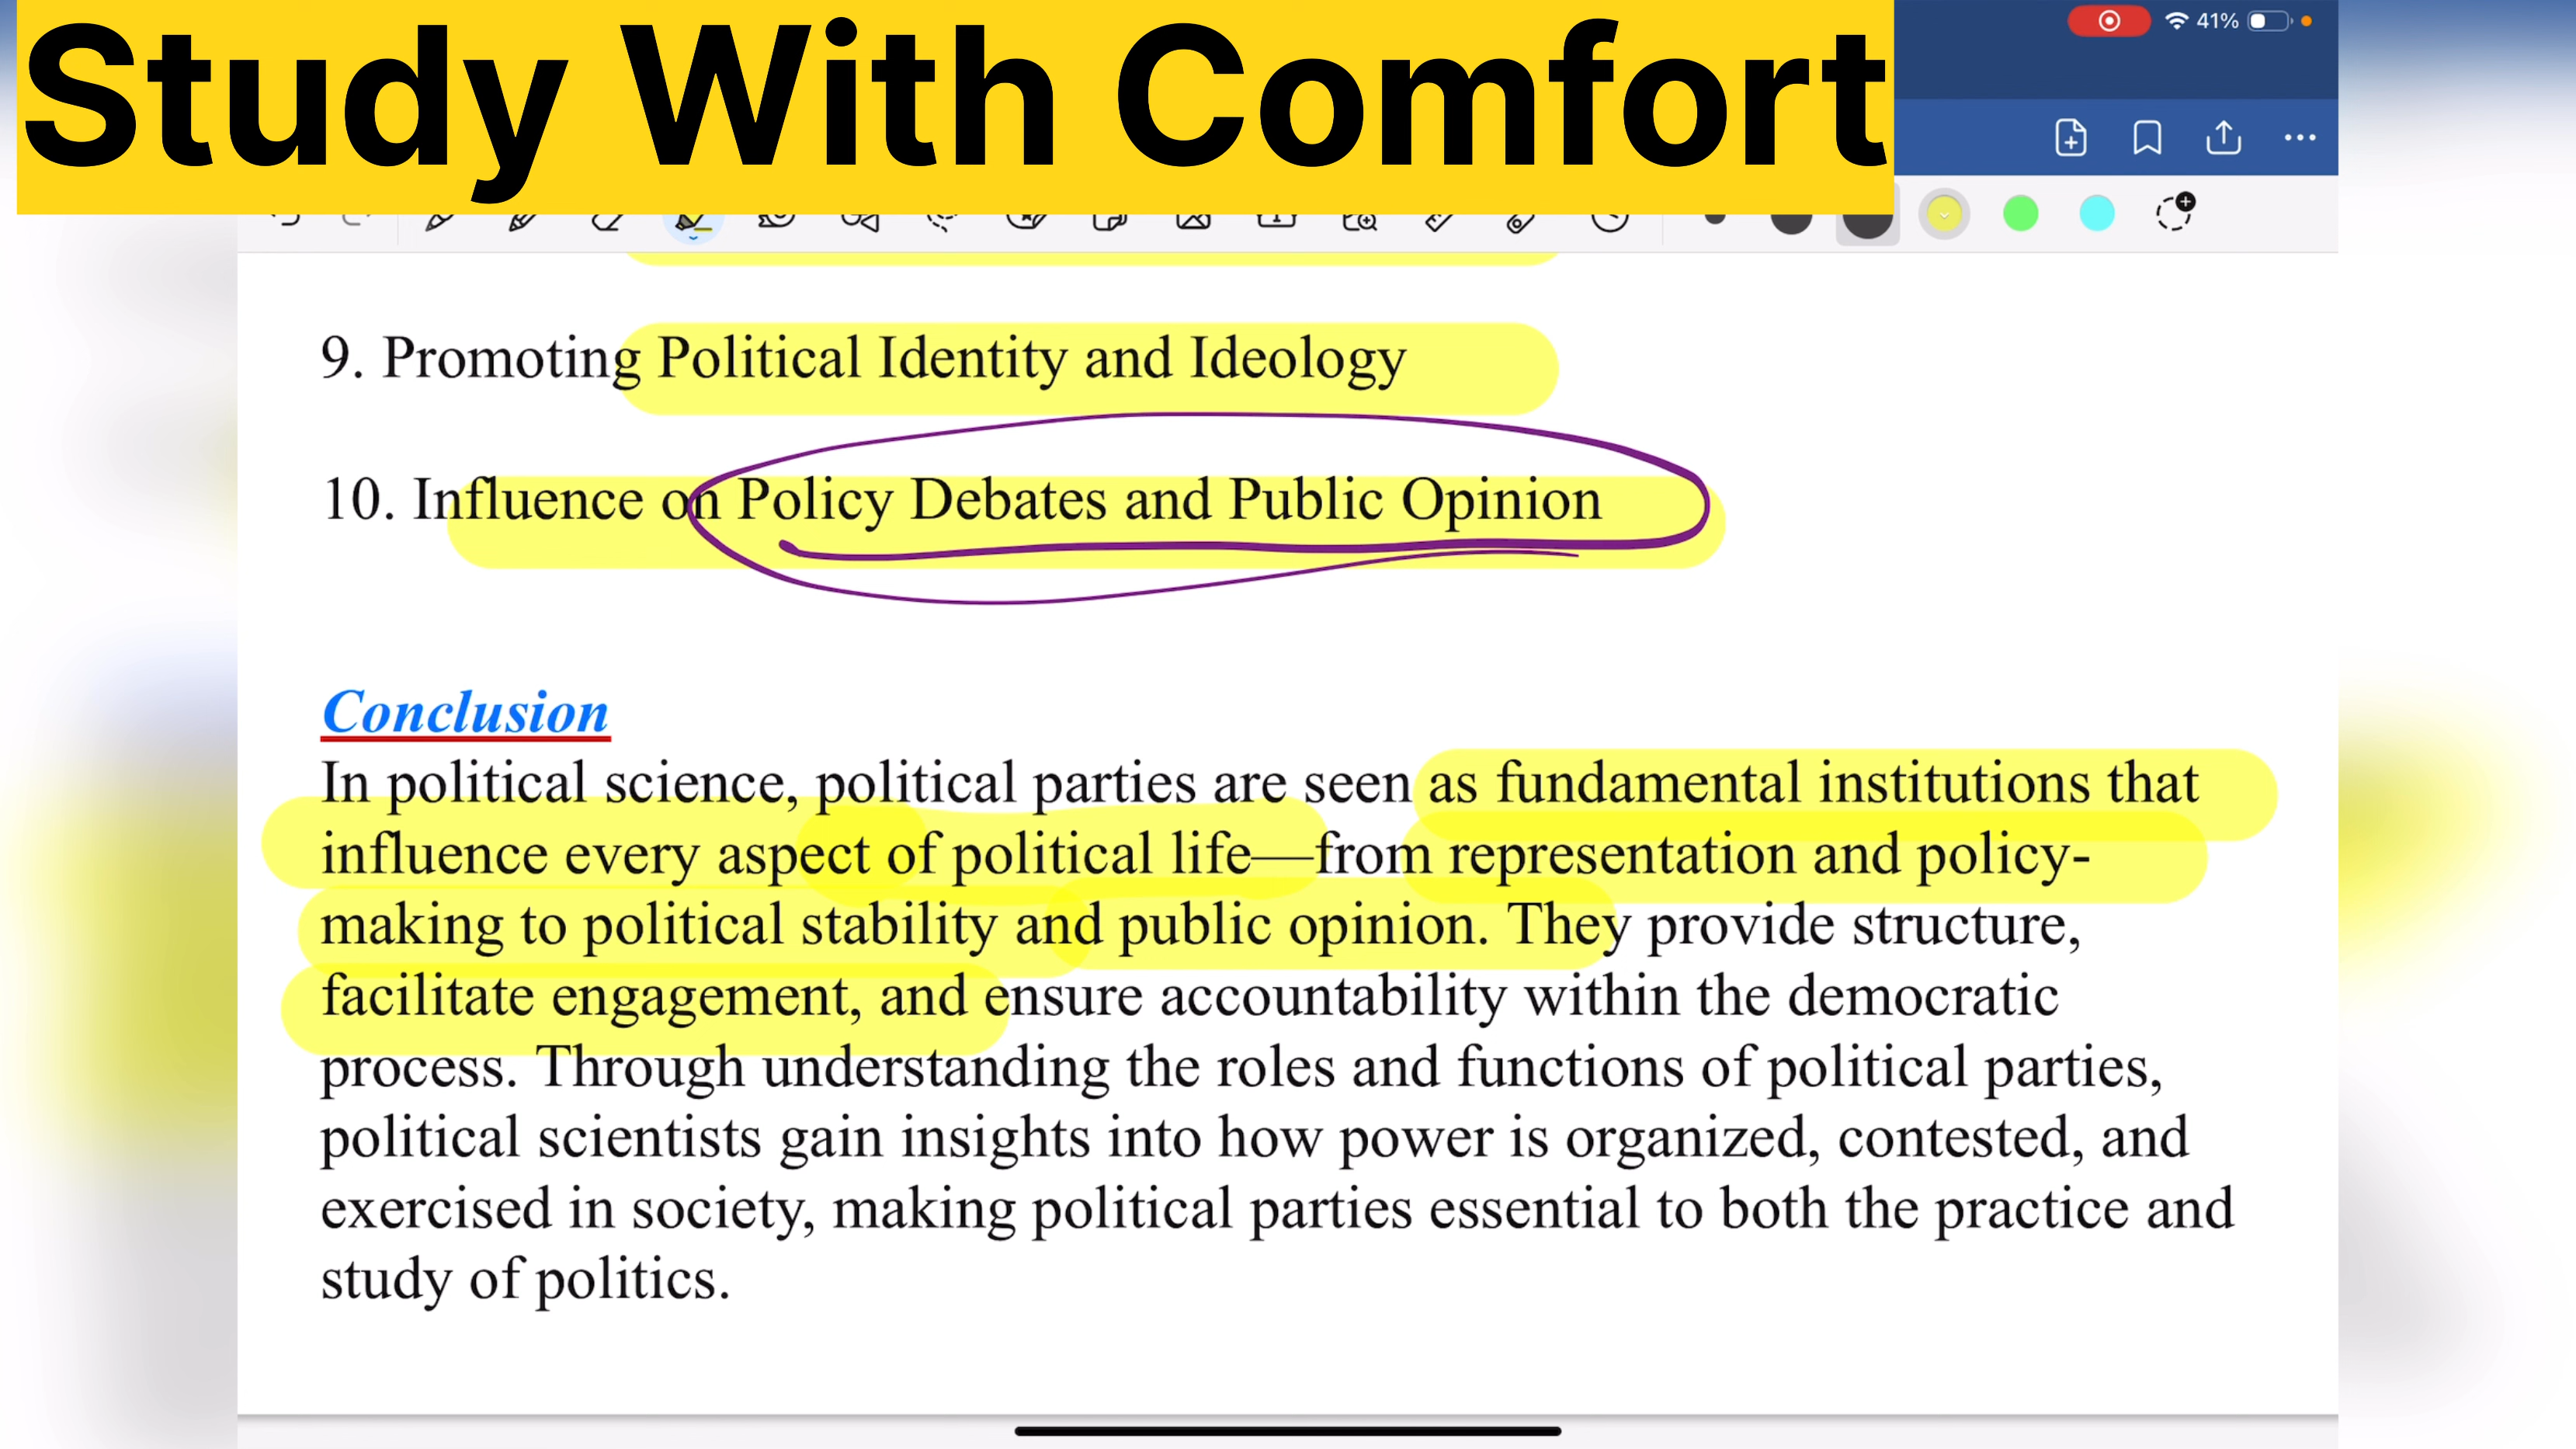 Study With Comfort
41%
9. Promoting Political Identity and Ideology
10. Influence on Policy Debates and Public Opinion
Conclusion
In political science, political parties are seen as fundamental institutions that
influence every aspect of political life—from representation and policy-
making to political stability and public opinion. They provide structure,
facilitate engagement, and ensure accountability within the democratic
process. Through understanding the roles and functions of political parties,
political scientists gain insights into how power is organized, contested, and
exercised in society, making political parties essential to both the practice and
study of politics.